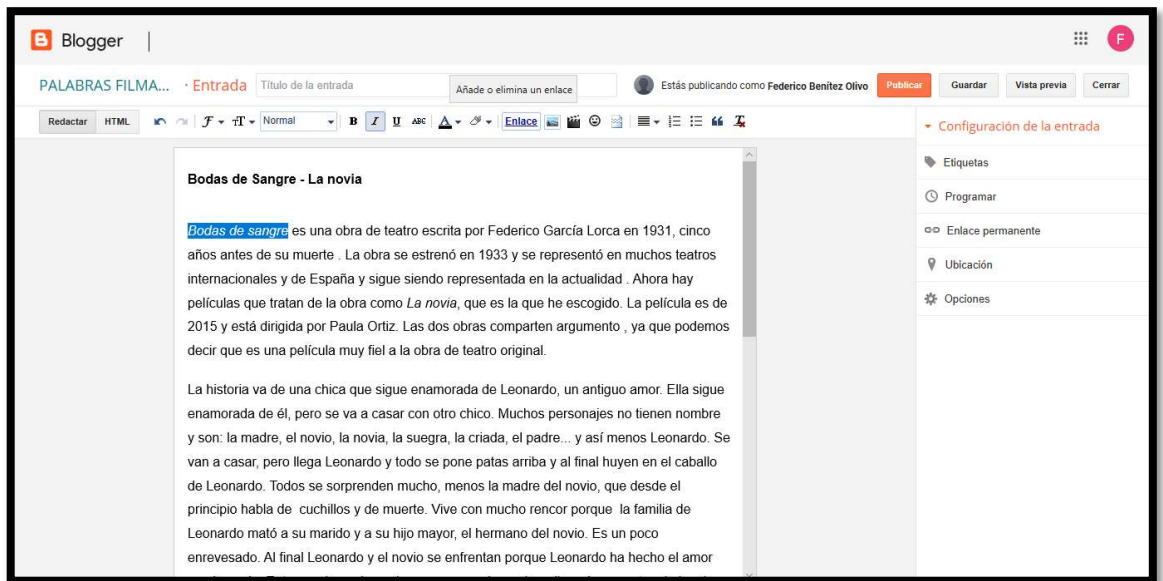 Blogger
F
PALABRAS FILMA... · Entrada Título de la entrada Añade o elimina un enlace Estás publicando como Federico Benítez Olivo Publicar Guardar Vista previa Cerrar
Redactar HTML Normal B I U ABC A Enlace
Configuración de la entrada
Etiquetas
Programar
Enlace permanente
Ubicación
Opciones
Bodas de Sangre - La novia
Bodas de sangre es una obra de teatro escrita por Federico García Lorca en 1931, cinco
años antes de su muerte . La obra se estrenó en 1933 y se representó en muchos teatros
internacionales y de España y sigue siendo representada en la actualidad . Ahora hay
películas que tratan de la obra como La novia, que es la que he escogido. La película es de
2015 y está dirigida por Paula Ortiz. Las dos obras comparten argumento , ya que podemos
decir que es una película muy fiel a la obra de teatro original.
La historia va de una chica que sigue enamorada de Leonardo, un antiguo amor. Ella sigue
enamorada de él, pero se va a casar con otro chico. Muchos personajes no tienen nombre
y son: la madre, el novio, la novia, la suegra, la criada, el padre... y así menos Leonardo. Se
van a casar, pero llega Leonardo y todo se pone patas arriba y al final huyen en el caballo
de Leonardo. Todos se sorprenden mucho, menos la madre del novio, que desde el
principio habla de cuchillos y de muerte. Vive con mucho rencor porque la familia de
Leonardo mató a su marido y a su hijo mayor, el hermano del novio. Es un poco
enrevesado. Al final Leonardo y el novio se enfrentan porque Leonardo ha hecho el amor